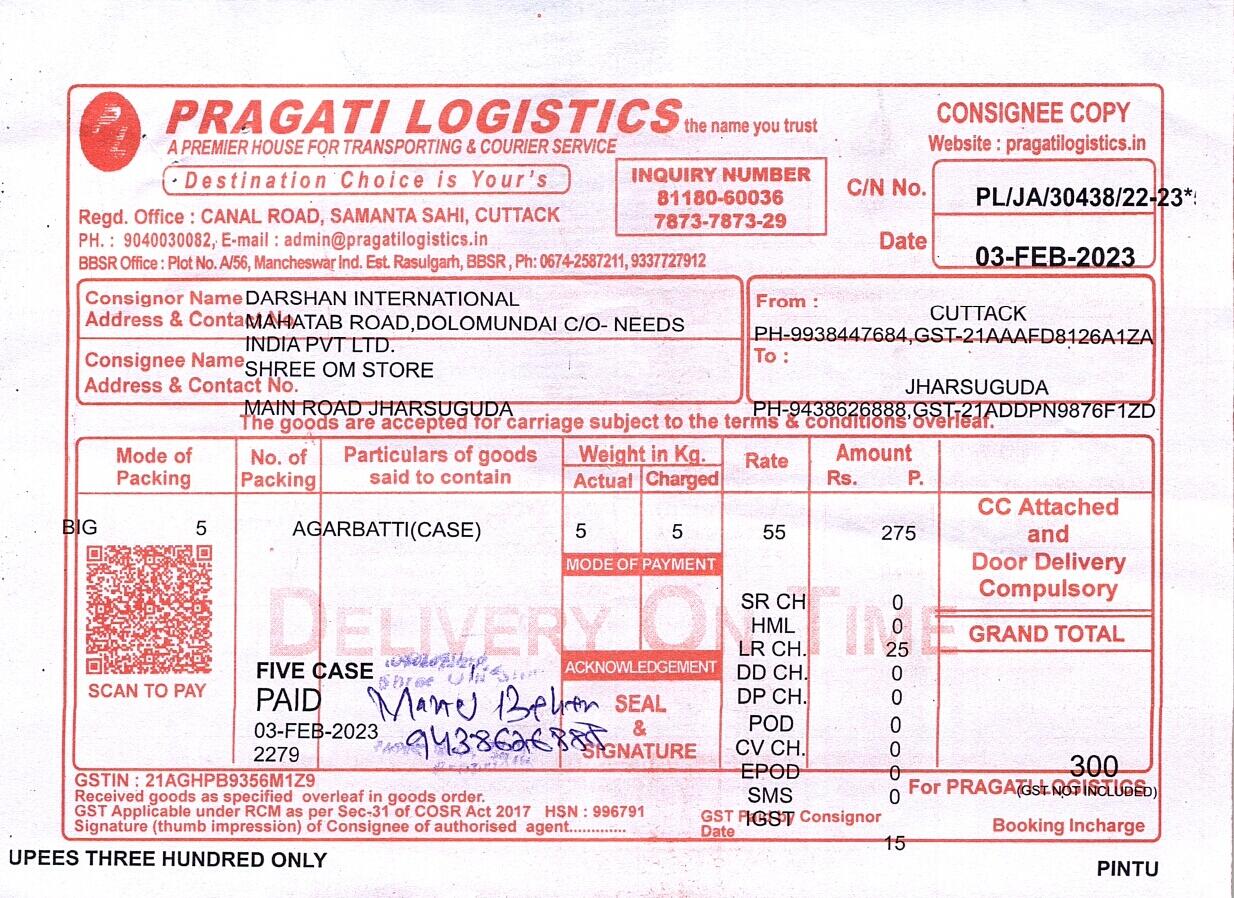 PRAGATI LOGISTICS the name you trust
A PREMIER HOUSE FOR TRANSPORTING & COURIER SERVICE
Destination Choice is Your's
CONSIGNEE COPY
Website : pragatilogistics.in
INQUIRY NUMBER
81180-60036
7873-7873-29
C/N No. PL/JA/30438/22-23*
Date 03-FEB-2023
Regd. Office : CANAL ROAD, SAMANTA SAHI, CUTTACK
PH. : 9040030082, E-mail : admin@pragatilogistics.in
BBSR Office : Plot No. A/56, Mancheswar Ind. Est. Rasulgarh, BBSR , Ph: 0674-2587211, 9337727912
Consignor Name DARSHAN INTERNATIONAL
Address & Contact No. MAHATAB ROAD,DOLOMUNDAI C/O- NEEDS
INDIA PVT LTD.
Consignee Name SHREE OM STORE
Address & Contact No.
MAIN ROAD JHARSUGUDA
From : CUTTACK
PH-9938447684,GST-21AAAFD8126A1ZA
To :
JHARSUGUDA
PH-9438626888,GST-21ADDPN9876F1ZD
The goods are accepted for carriage subject to the terms & conditions overleaf.
Mode of Packing No. of Packing Particulars of goods said to contain Weight in Kg. Actual Charged Rate Amount Rs. P.
BIG 5 AGARBATTI(CASE) 5 5 55 275
CC Attached
and
Door Delivery
Compulsory
MODE OF PAYMENT
DELIVERY ON TIME
SR CH 0
HML 0
LR CH. 25
DD CH. 0
DP CH. 0
POD 0
CV CH. 0
EPOD 0
SMS 0
IGST
15
GRAND TOTAL
300
(GST NOT INCLUDED)
SCAN TO PAY
FIVE CASE
PAID
03-FEB-2023
2279
9438626888
ACKNOWLEDGEMENT
SEAL
&
SIGNATURE
GSTIN : 21AGHPB9356M1Z9
Received goods as specified overleaf in goods order.
GST Applicable under RCM as per Sec-31 of COSR Act 2017 HSN : 996791
Signature (thumb impression) of Consignee of authorised agent.............
GST Paid by Consignor
Date
For PRAGATI LOGISTICS
Booking Incharge
UPEES THREE HUNDRED ONLY
PINTU